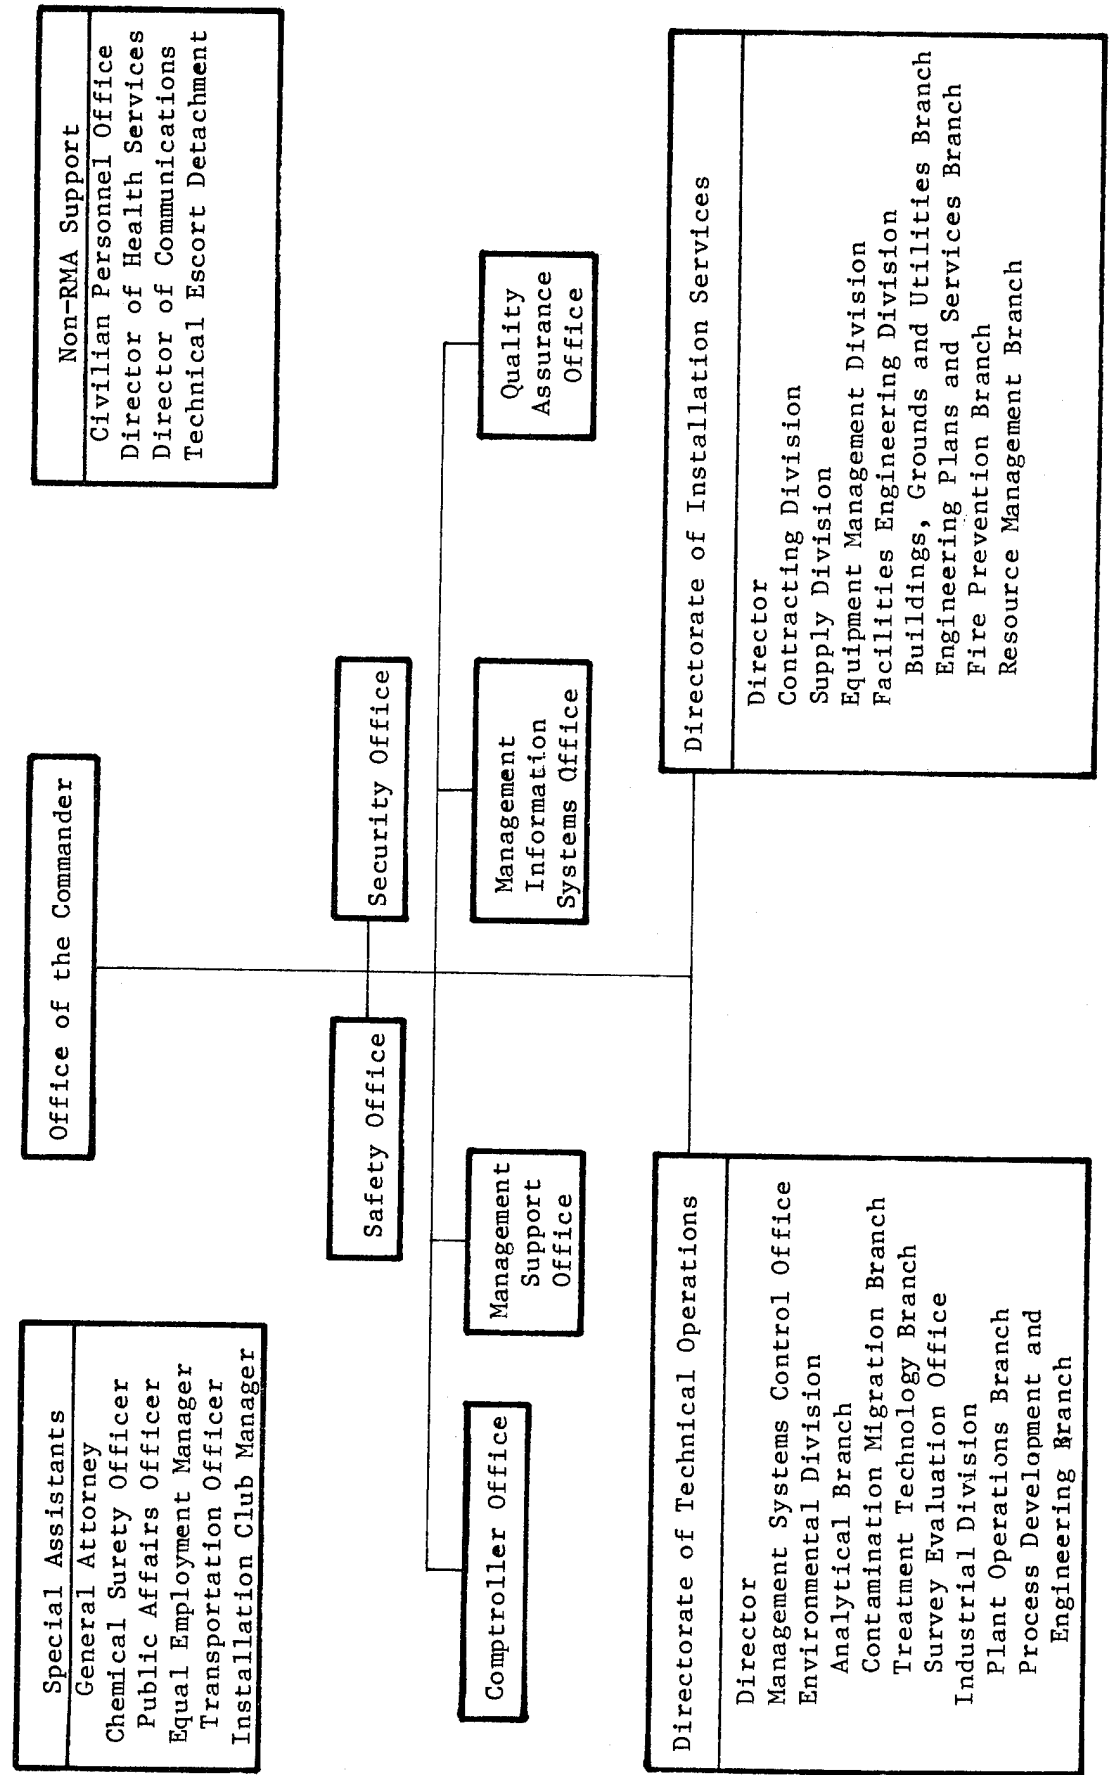 Office of the Commander
Special Assistants
General Attorney
Chemical Surety Officer
Public Affairs Officer
Equal Employment Manager
Transportation Officer
Installation Club Manager
Non-RMA Support
Civilian Personnel Office
Director of Health Services
Director of Communications
Technical Escort Detachment
Safety Office
Security Office
Comptroller Office
Management
Support
Office
Management
Information
Systems Office
Quality
Assurance
Office
Directorate of Technical Operations
Director
Management Systems Control Office
Environmental Division
Analytical Branch
Contamination Migration Branch
Treatment Technology Branch
Survey Evaluation Office
Industrial Division
Plant Operations Branch
Process Development and
Engineering Branch
Directorate of Installation Services
Director
Contracting Division
Supply Division
Equipment Management Division
Facilities Engineering Division
Buildings, Grounds and Utilities Branch
Engineering Plans and Services Branch
Fire Prevention Branch
Resource Management Branch